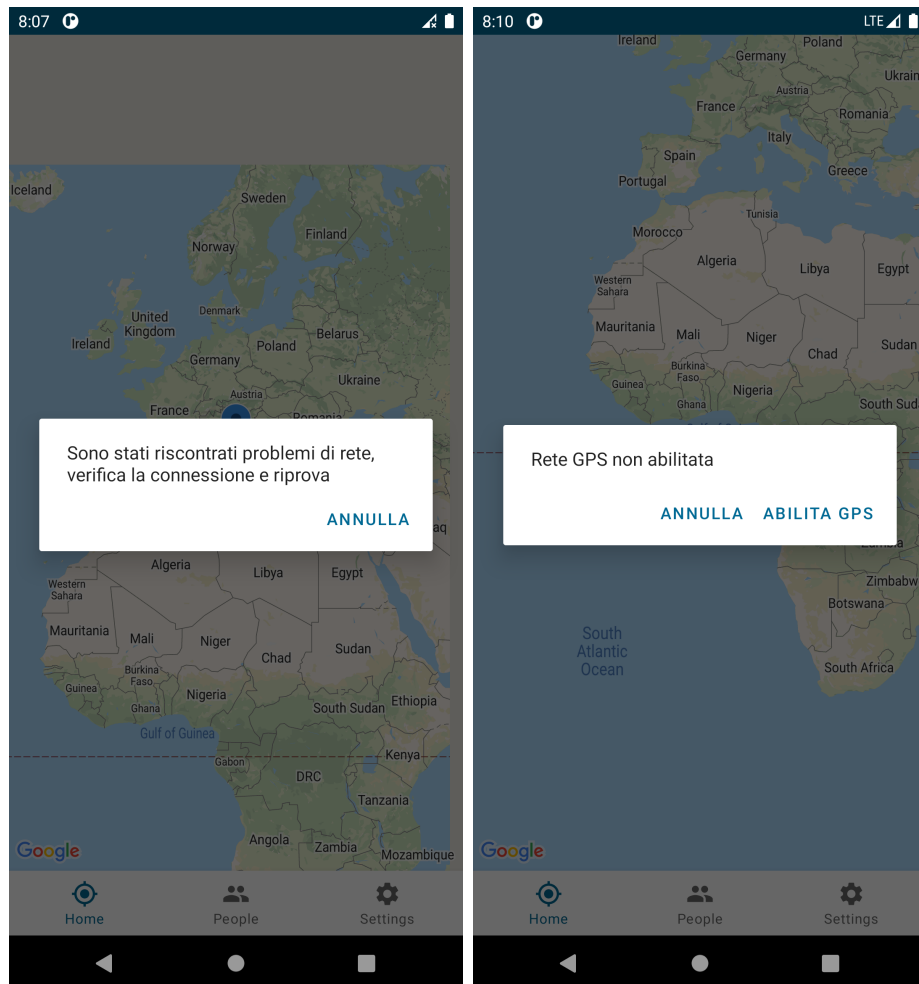 8:07
Iceland
Sweden
Norway
Finland
Denmark
United
Kingdom
Ireland
Belarus
Poland
Germany
Ukraine
Austria
France
Sono stati riscontrati problemi di rete,
verifica la connessione e riprova
ANNULLA
Algeria
Libya
Egypt
Western
Sahara
Mauritania
Mali
Niger
Chad
Sudan
Burkina
Faso
Guinea
Ghana
Nigeria
South Sudan
Ethiopia
Gulf of Guinea
Gabon
Kenya
DRC
Tanzania
Angola
Zambia
Mozambique
Google
Home
People
Settings
8:10
LTE
Ireland
Poland
Germany
Ukrain
Austria
France
Romania
Italy
Spain
Portugal
Greece
Tunisia
Morocco
Algeria
Libya
Egypt
Western
Sahara
Mauritania
Mali
Niger
Chad
Sudan
Burkina
Faso
Guinea
Ghana
Nigeria
South Sud
Rete GPS non abilitata
ANNULLA
ABILITA GPS
Zambia
Zimbabw
Botswana
South
Atlantic
Ocean
South Africa
Google
Home
People
Settings